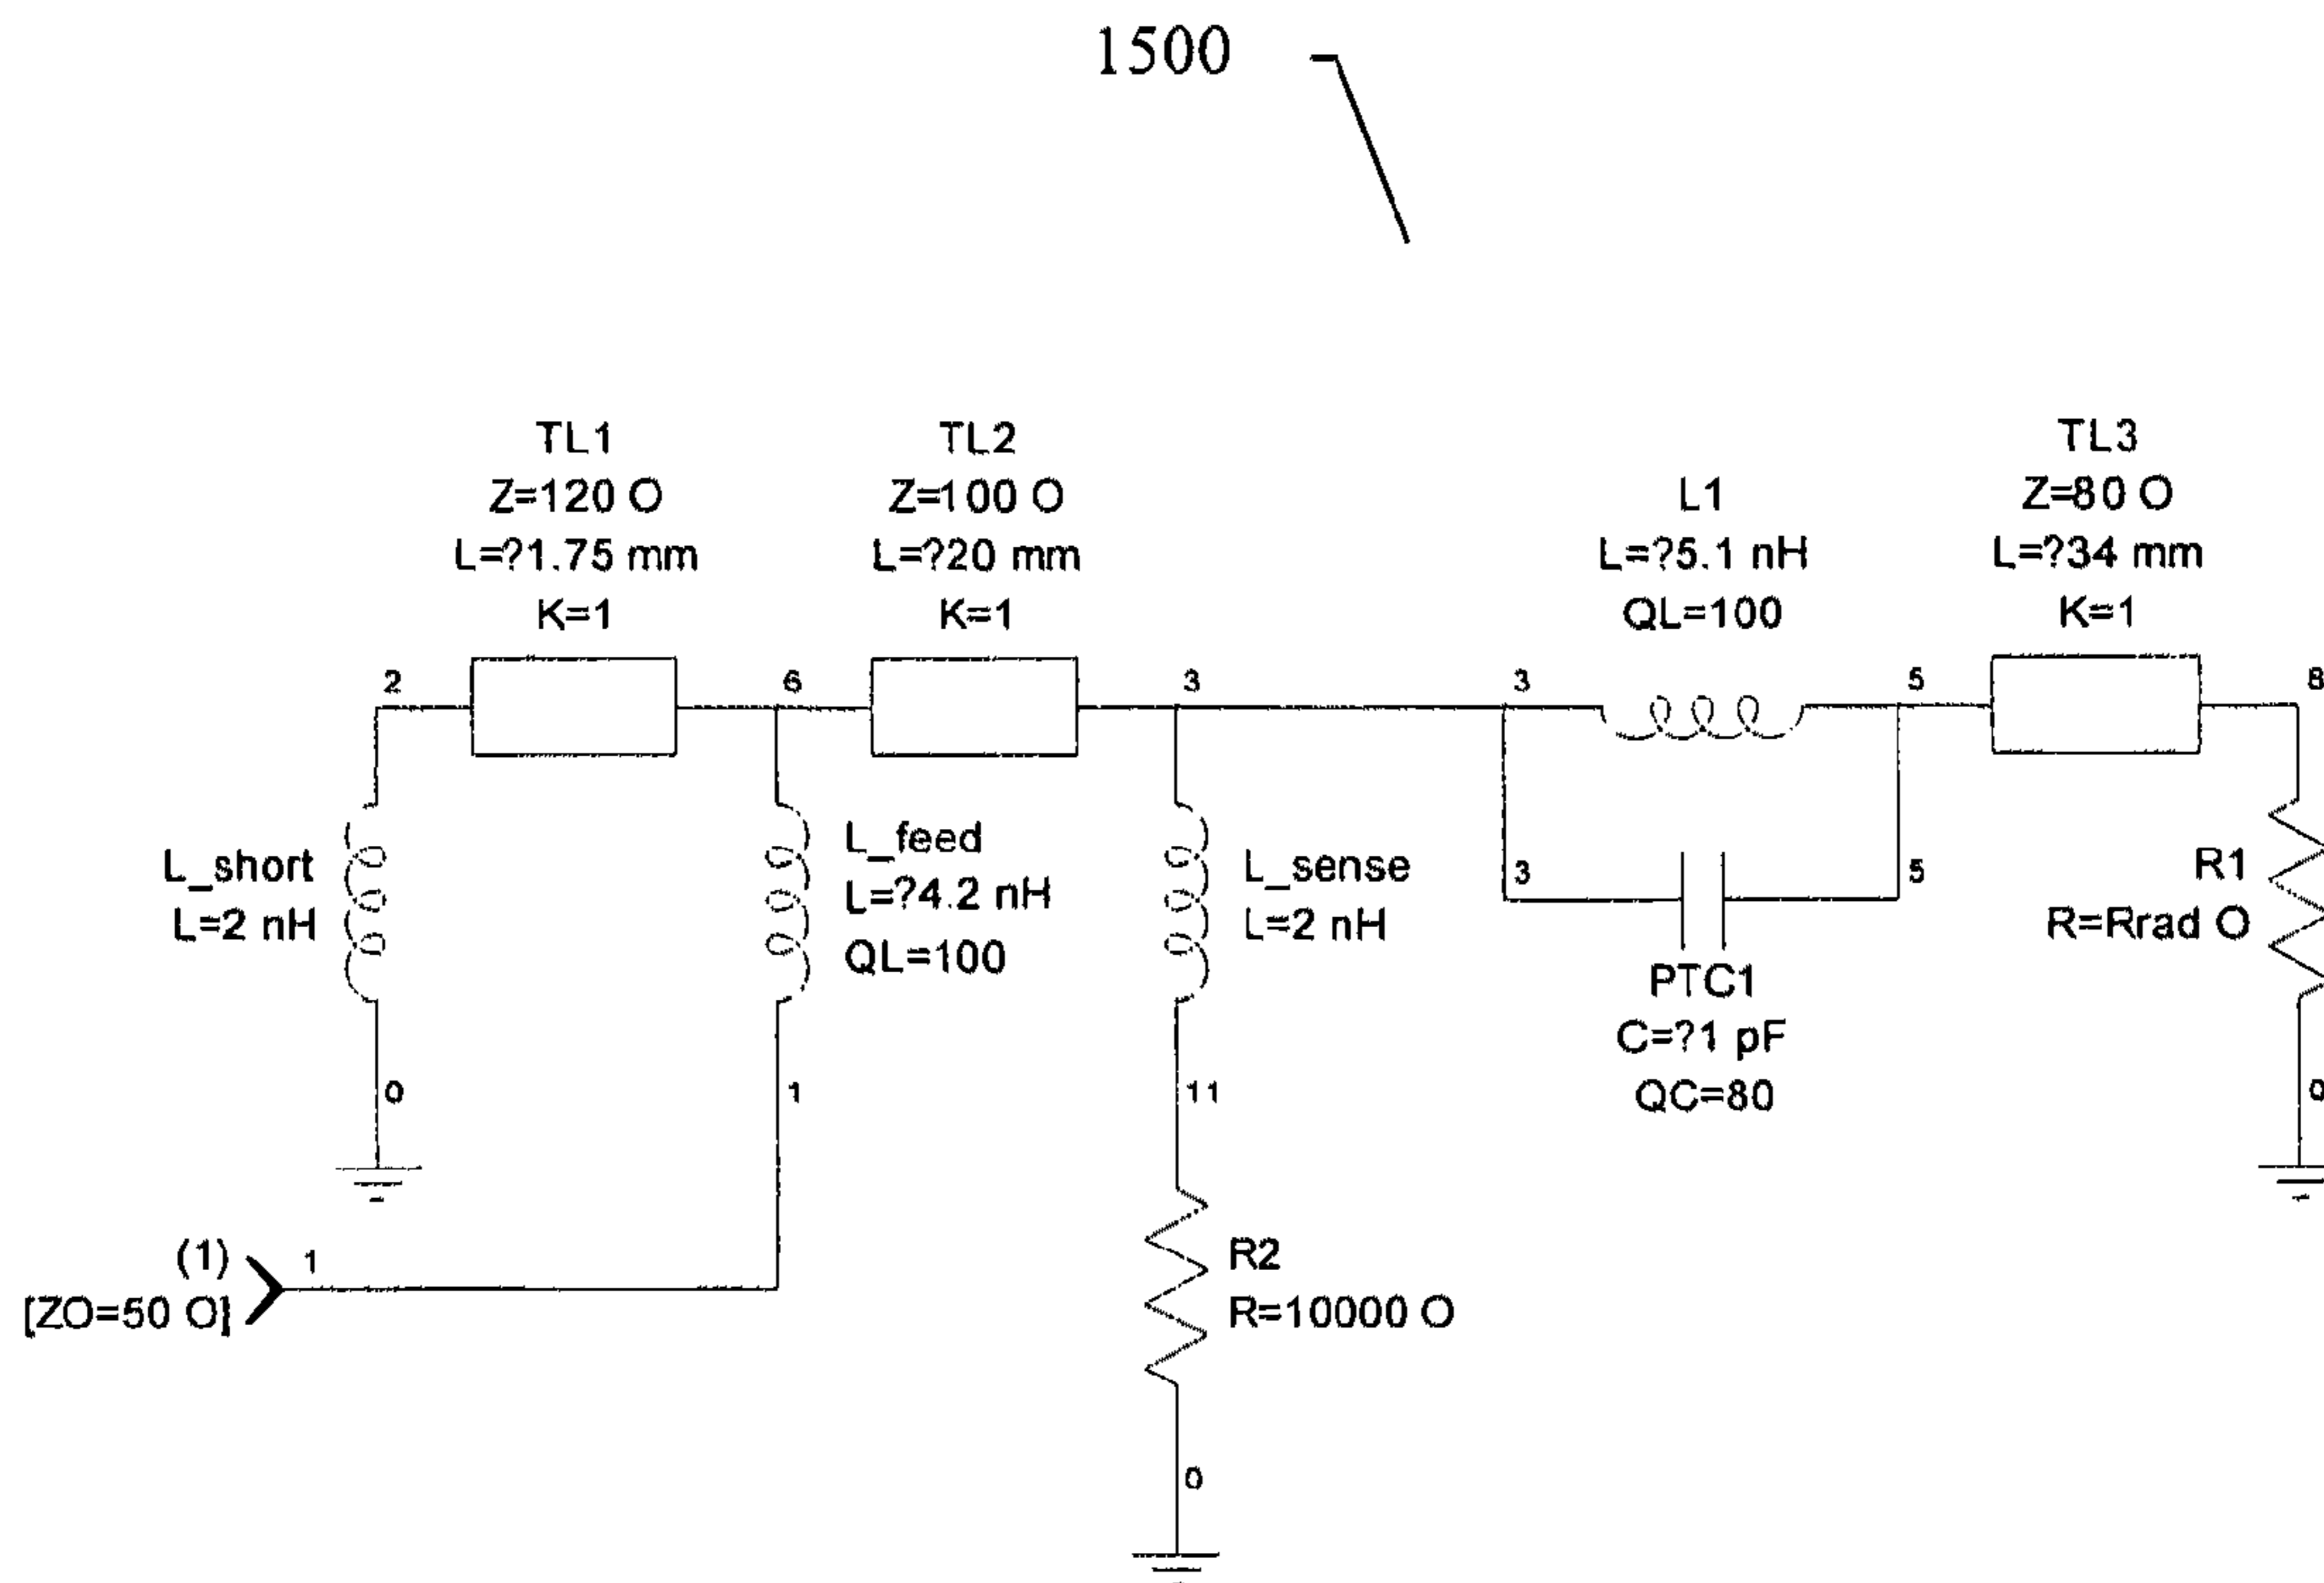 1500
TL1
Z=120 O
L=?1.75 mm
K=1
TL2
Z=100 O
L=?20 mm
K=1
L1
L=?5.1 nH
QL=100
TL3
Z=80 O
L=?34 mm
K=1
2
6
3
3
5
8
L_short
L=2 nH
L_feed
L=?4.2 nH
QL=100
L_sense
L=2 nH
3
5
PTC1
C=?1 pF
QC=80
R1
R=Rrad O
0
1
11
0
(1)
[ZO=50 O]
1
R2
R=10000 O
0